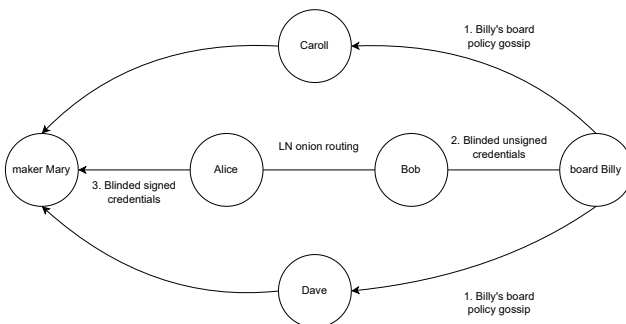 Caroll
1. Billy's board
policy gossip
maker Mary
Alice
LN onion routing
Bob
2. Blinded unsigned
credentials
board Billy
3. Blinded signed
credentials
Dave
1. Billy's board
policy gossip